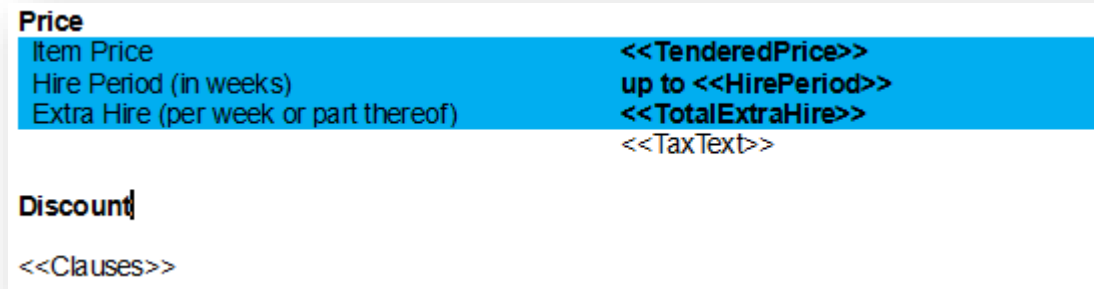 Price
Item Price <<TenderedPrice>>
Hire Period (in weeks) up to <<HirePeriod>>
Extra Hire (per week or part thereof) <<TotalExtraHire>>
<<TaxText>>
Discount
<<Clauses>>